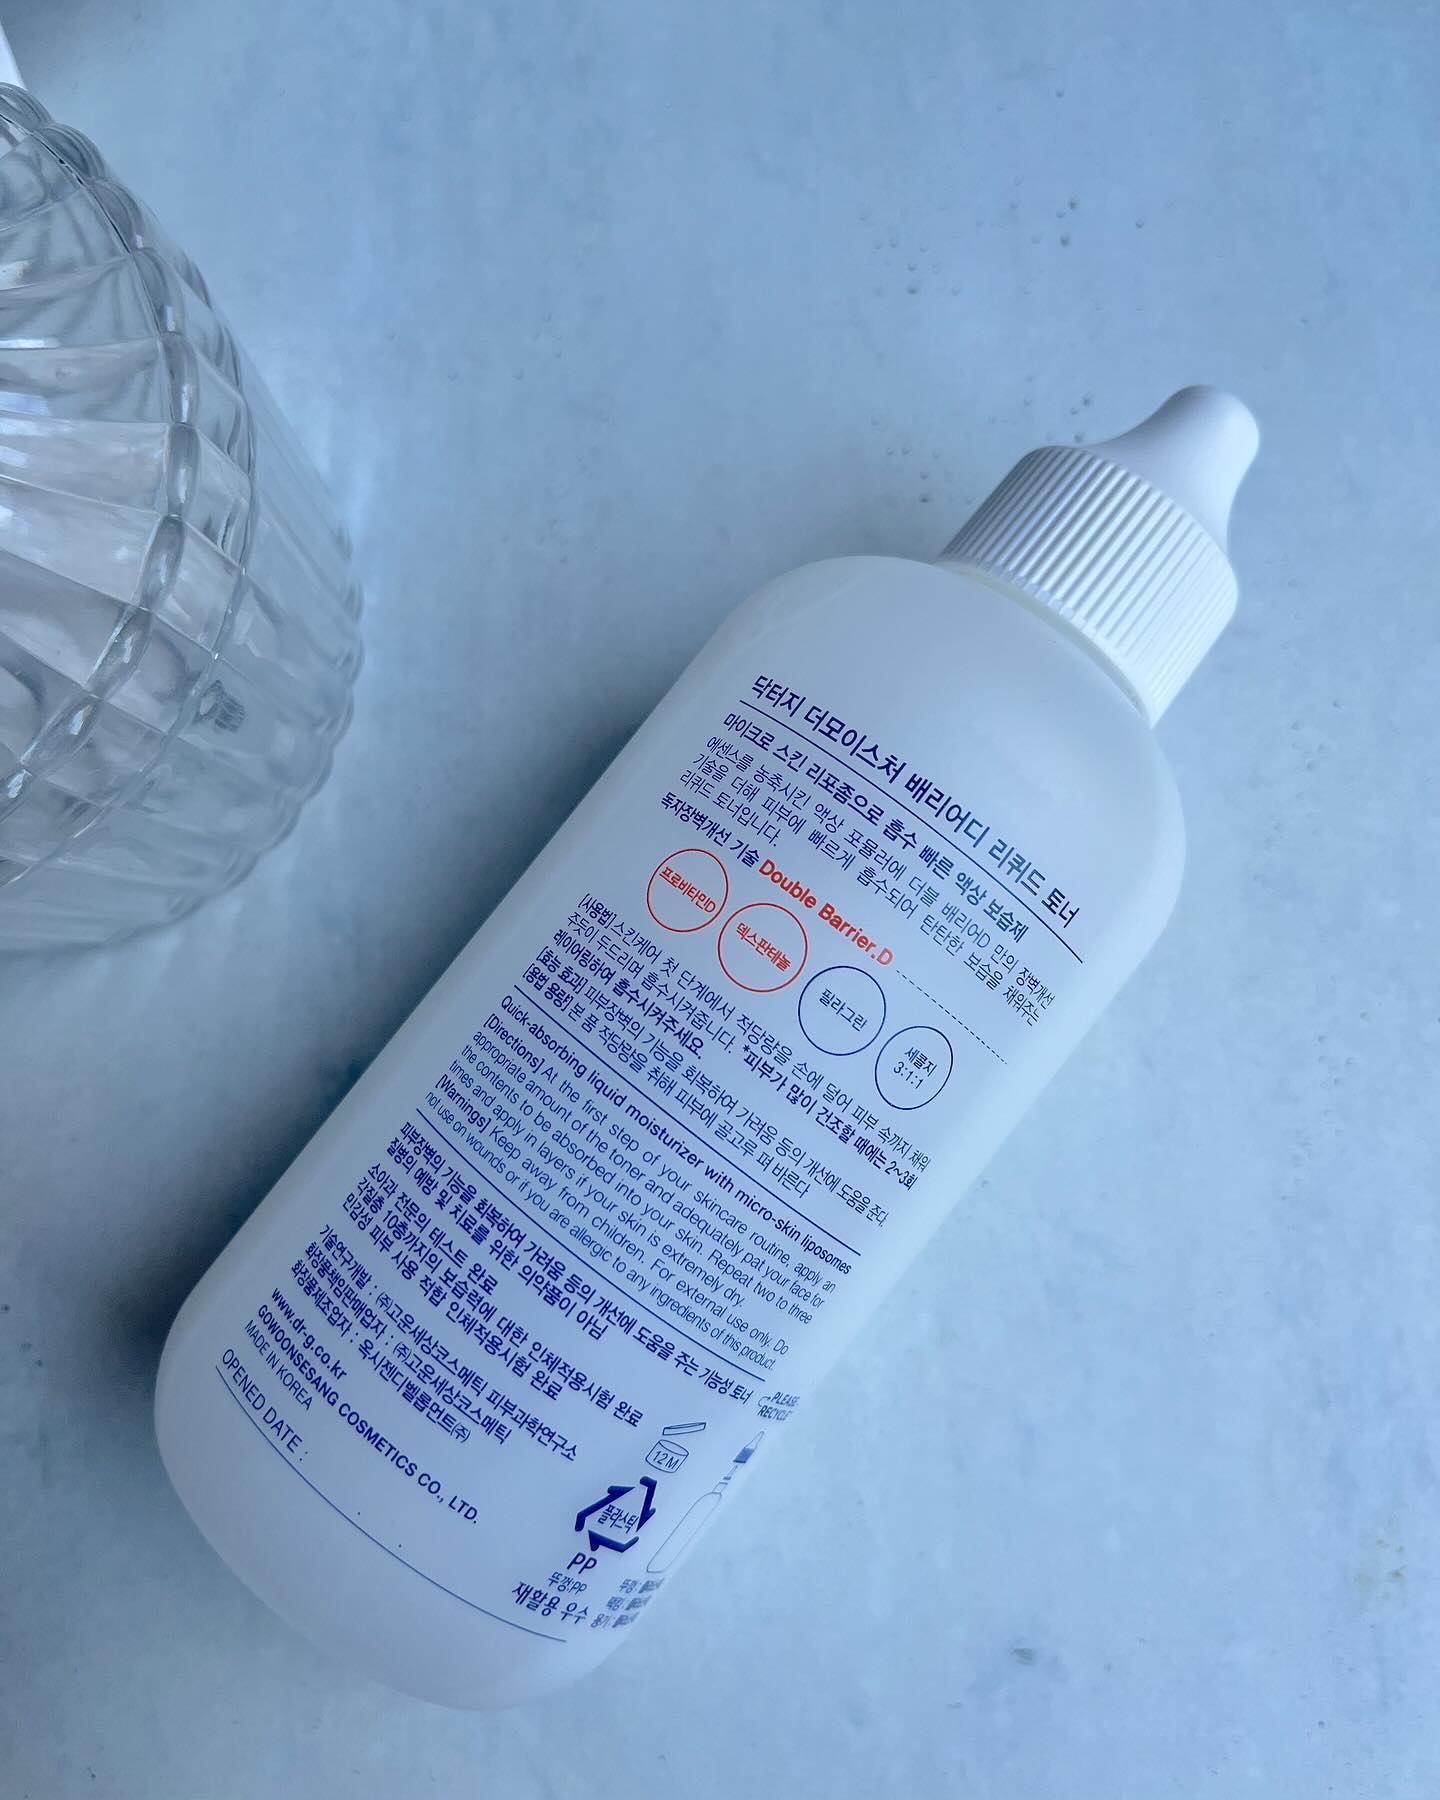 닥터지 더모이스처 배리어디 리퀴드 토너
마이크로 스킨 리포좀으로 흡수 빠른 액상 보습제
에센스를 농축시킨 액상 포뮬러에 더블 배리어D 만의 장벽개선
기술을 더해 피부에 빠르게 흡수되어 탄탄한 보습을 채워주는
리퀴드 토너입니다.
독자장벽개선 기술 Double Barrier.D
프로비타민D
덱스판테놀
필라그린
세콜지
3:1:1
[사용법] 스킨케어 첫 단계에서 적당량을 손에 덜어 피부 속까지 채워
주듯이 두드리며 흡수시켜줍니다. *피부가 많이 건조할 때에는 2~3회
레이어링하여 흡수시켜주세요.
[효능 효과] 피부장벽의 기능을 회복하여 가려움 등의 개선에 도움을 준다.
[용법 용량] 본 품 적당량을 취해 피부에 골고루 펴 바른다
Quick-absorbing liquid moisturizer with micro-skin liposomes
[Directions] At the first step of your skincare routine, apply an
appropriate amount of the toner and adequately pat your face for
the contents to be absorbed into your skin. Repeat two to three
times and apply in layers if your skin is extremely dry.
[Warnings] Keep away from children. For external use only. Do
not use on wounds or if you are allergic to any ingredients of this product.
피부장벽의 기능을 회복하여 가려움 등의 개선에 도움을 주는 기능성 토너
질병의 예방 및 치료를 위한 의약품이 아님
소아과 전문의 테스트 완료
각질층 10층까지의 보습력에 대한 인체적용시험 완료
민감성 피부 사용 적합 인체적용시험 완료
기술연구개발 : ㈜고운세상코스메틱 피부과학연구소
화장품책임판매업자 : ㈜고운세상코스메틱
화장품제조업자 : 옥시젠디벨롭먼트㈜
www.dr-g.co.kr
GOWOONSESANG COSMETICS CO., LTD.
MADE IN KOREA
OPENED DATE :
12M
PLEASE
RECYCLE
플라스틱
PP
뚜껑:PP
재활용 우수
뚜껑:
용기: